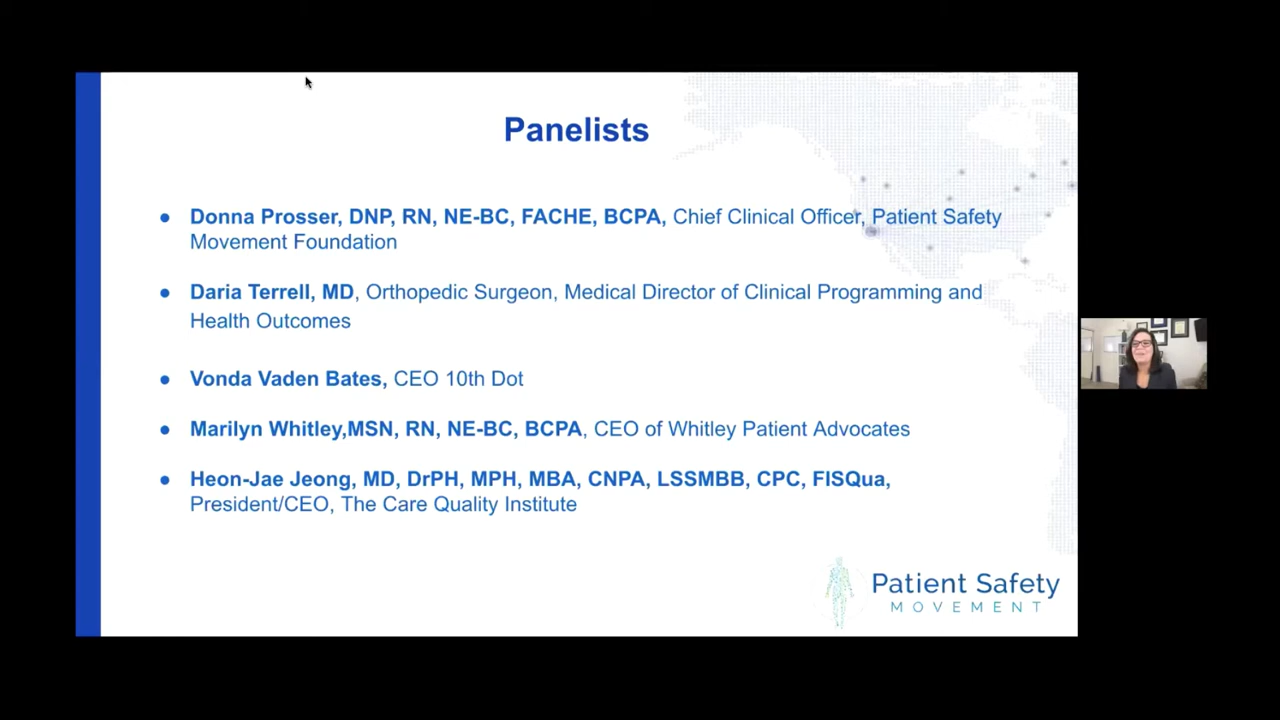 Panelists
● Donna Prosser, DNP, RN, NE-BC, FACHE, BCPA, Chief Clinical Officer, Patient Safety
Movement Foundation
● Daria Terrell, MD, Orthopedic Surgeon, Medical Director of Clinical Programming and
Health Outcomes
● Vonda Vaden Bates, CEO 10th Dot
● Marilyn Whitley,MSN, RN, NE-BC, BCPA, CEO of Whitley Patient Advocates
● Heon-Jae Jeong, MD, DrPH, MPH, MBA, CNPA, LSSMBB, CPC, FISQua,
President/CEO, The Care Quality Institute
Patient Safety
MOVEMENT